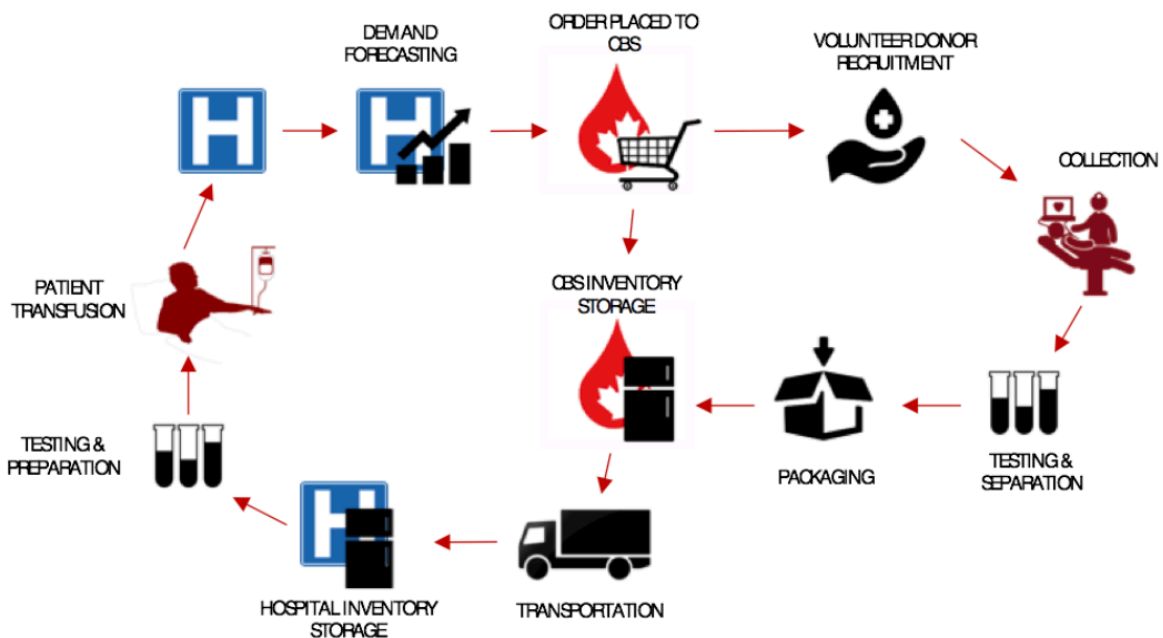 DEMAND
FORECASTING
ORDER PLACED TO
CBS
VOLUNTEER DONOR
RECRUITMENT
COLLECTION
H
H
PATIENT
TRANSFUSION
CBS INVENTORY
STORAGE
TESTING &
PREPARATION
PACKAGING
TESTING &
SEPARATION
H
HOSPITAL INVENTORY
STORAGE
TRANSPORTATION